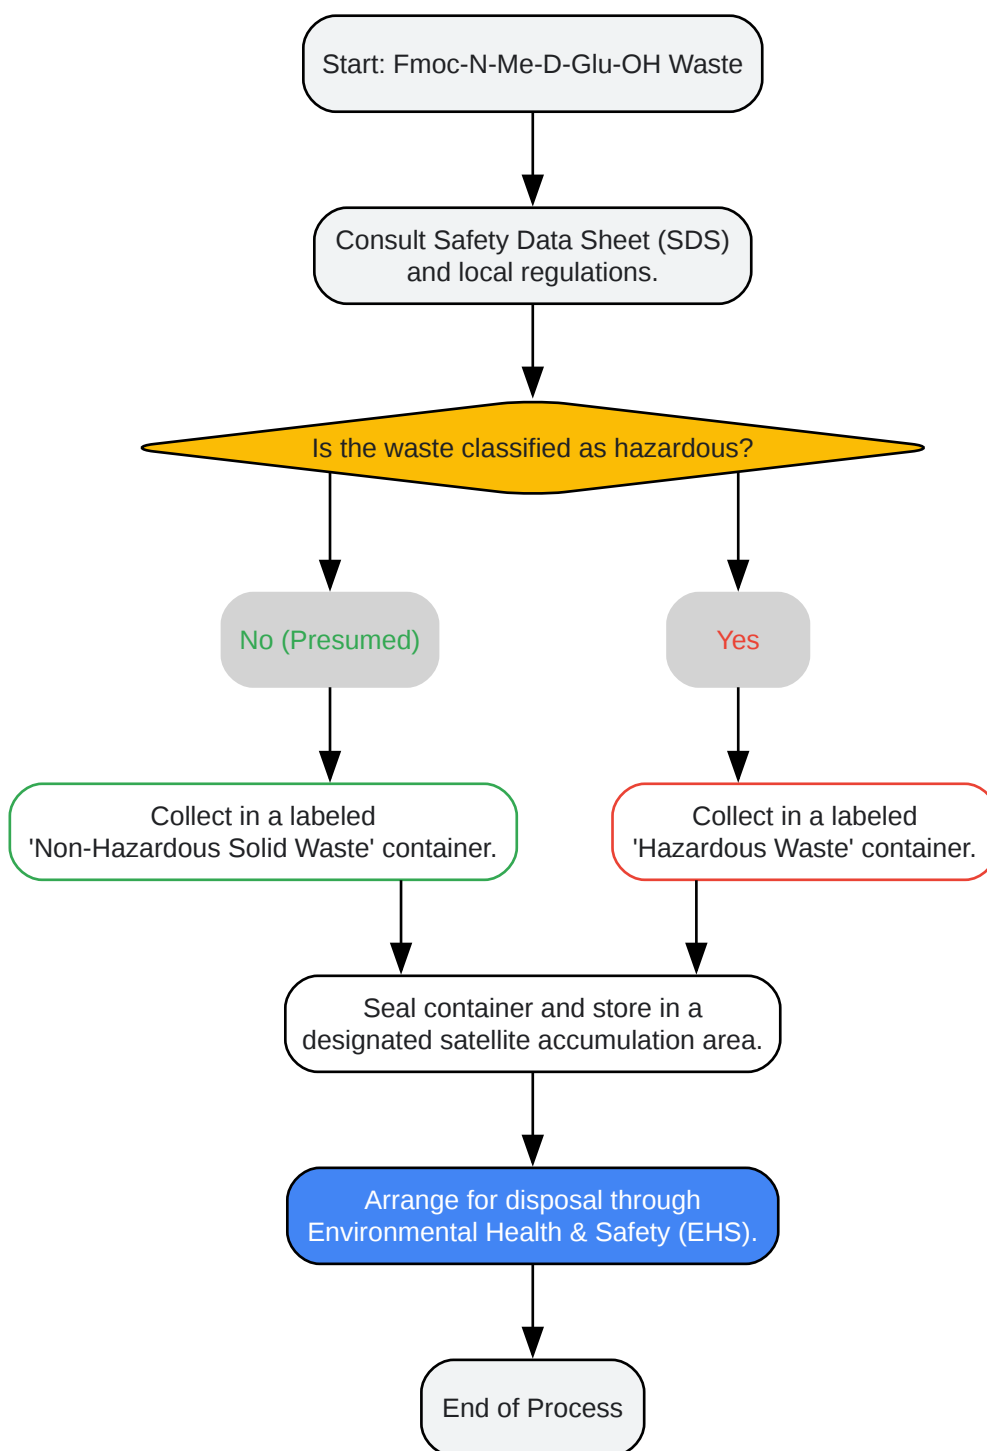 Start: Fmoc-N-Me-D-Glu-OH Waste
Consult Safety Data Sheet (SDS)
and local regulations.
Is the waste classified as hazardous?
No (Presumed)
Yes
Collect in a labeled
'Non-Hazardous Solid Waste' container.
Collect in a labeled
'Hazardous Waste' container.
Seal container and store in a
designated satellite accumulation area.
Arrange for disposal through
Environmental Health & Safety (EHS).
End of Process